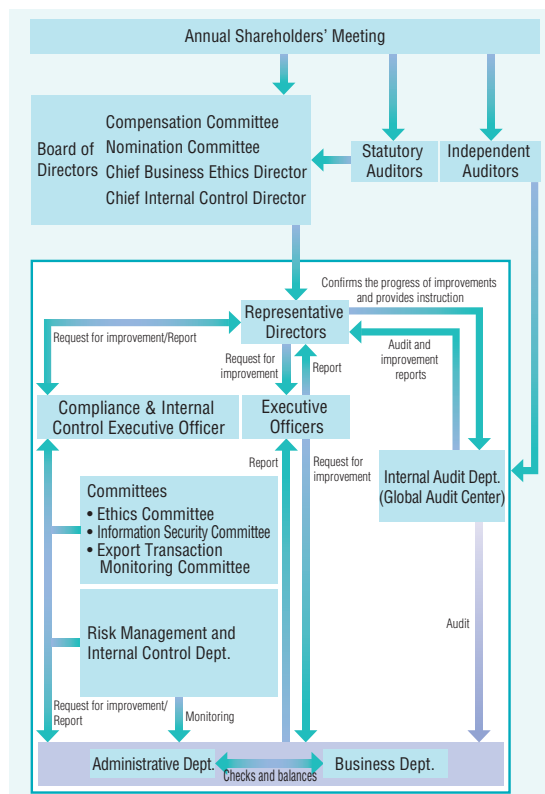 Annual Shareholders’ Meeting
Board of
Directors
Compensation Committee
Nomination Committee
Chief Business Ethics Director
Chief Internal Control Director
Statutory
Auditors
Independent
Auditors
Confirms the progress of improvements
and provides instruction
Representative
Directors
Request for improvement/Report
Request for
improvement
Report
Audit and
improvement
reports
Compliance & Internal
Control Executive Officer
Executive
Officers
Report
Request for
improvement
Internal Audit Dept.
(Global Audit Center)
Committees
• Ethics Committee
• Information Security Committee
• Export Transaction
Monitoring Committee
Risk Management and
Internal Control Dept.
Audit
Request for improvement/
Report
Monitoring
Administrative Dept.
Checks and balances
Business Dept.